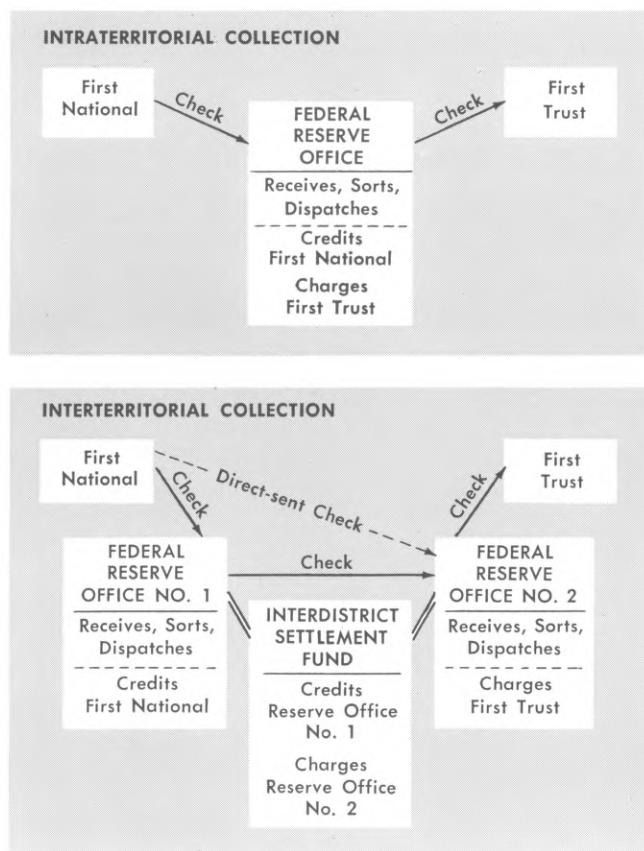 INTRATERRITORIAL COLLECTION
First
National
Check
FEDERAL
RESERVE
OFFICE
Receives, Sorts,
Dispatches
Credits
First National
Charges
First Trust
Check
First
Trust
INTERTERRITORIAL COLLECTION
First
National
Direct-sent Check
First
Trust
Check
Check
Check
FEDERAL
RESERVE
OFFICE NO. 1
Receives, Sorts,
Dispatches
Credits
First National
INTERDISTRICT
SETTLEMENT
FUND
Credits
Reserve Office
No. 1
Charges
Reserve Office
No. 2
FEDERAL
RESERVE
OFFICE NO. 2
Receives, Sorts,
Dispatches
Charges
First Trust